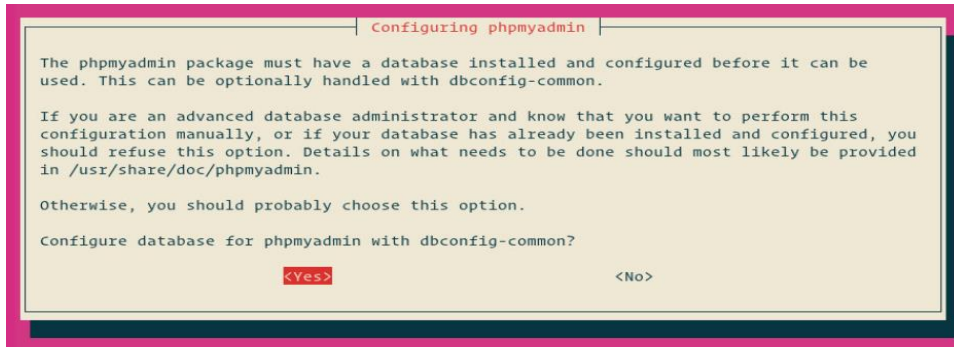 Configuring phpmyadmin
The phpmyadmin package must have a database installed and configured before it can be
used. This can be optionally handled with dbconfig-common.
If you are an advanced database administrator and know that you want to perform this
configuration manually, or if your database has already been installed and configured, you
should refuse this option. Details on what needs to be done should most likely be provided
in /usr/share/doc/phpmyadmin.
Otherwise, you should probably choose this option.
Configure database for phpmyadmin with dbconfig-common?
<Yes> <No>